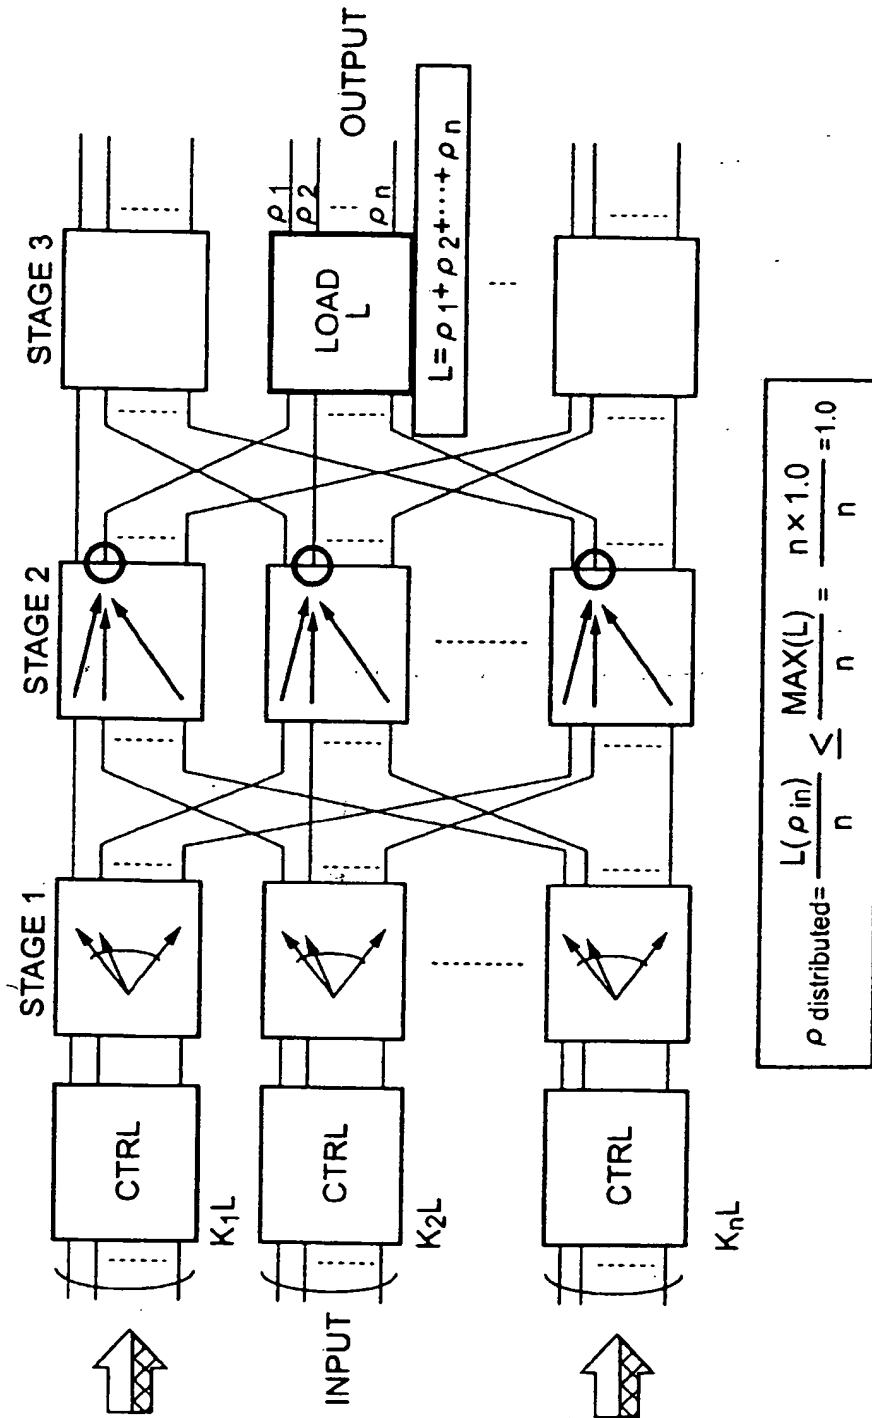 STAGE 1
STAGE 2
STAGE 3
INPUT
CTRL
K₁L
CTRL
K₂L
CTRL
KₙL
LOAD
L
ρ1
ρ2
ρn
OUTPUT
L=ρ1+ρ2+·····+ρn
ρ distributed = L(ρ in)/n ≤ MAX(L)/n = n×1.0/n =1.0